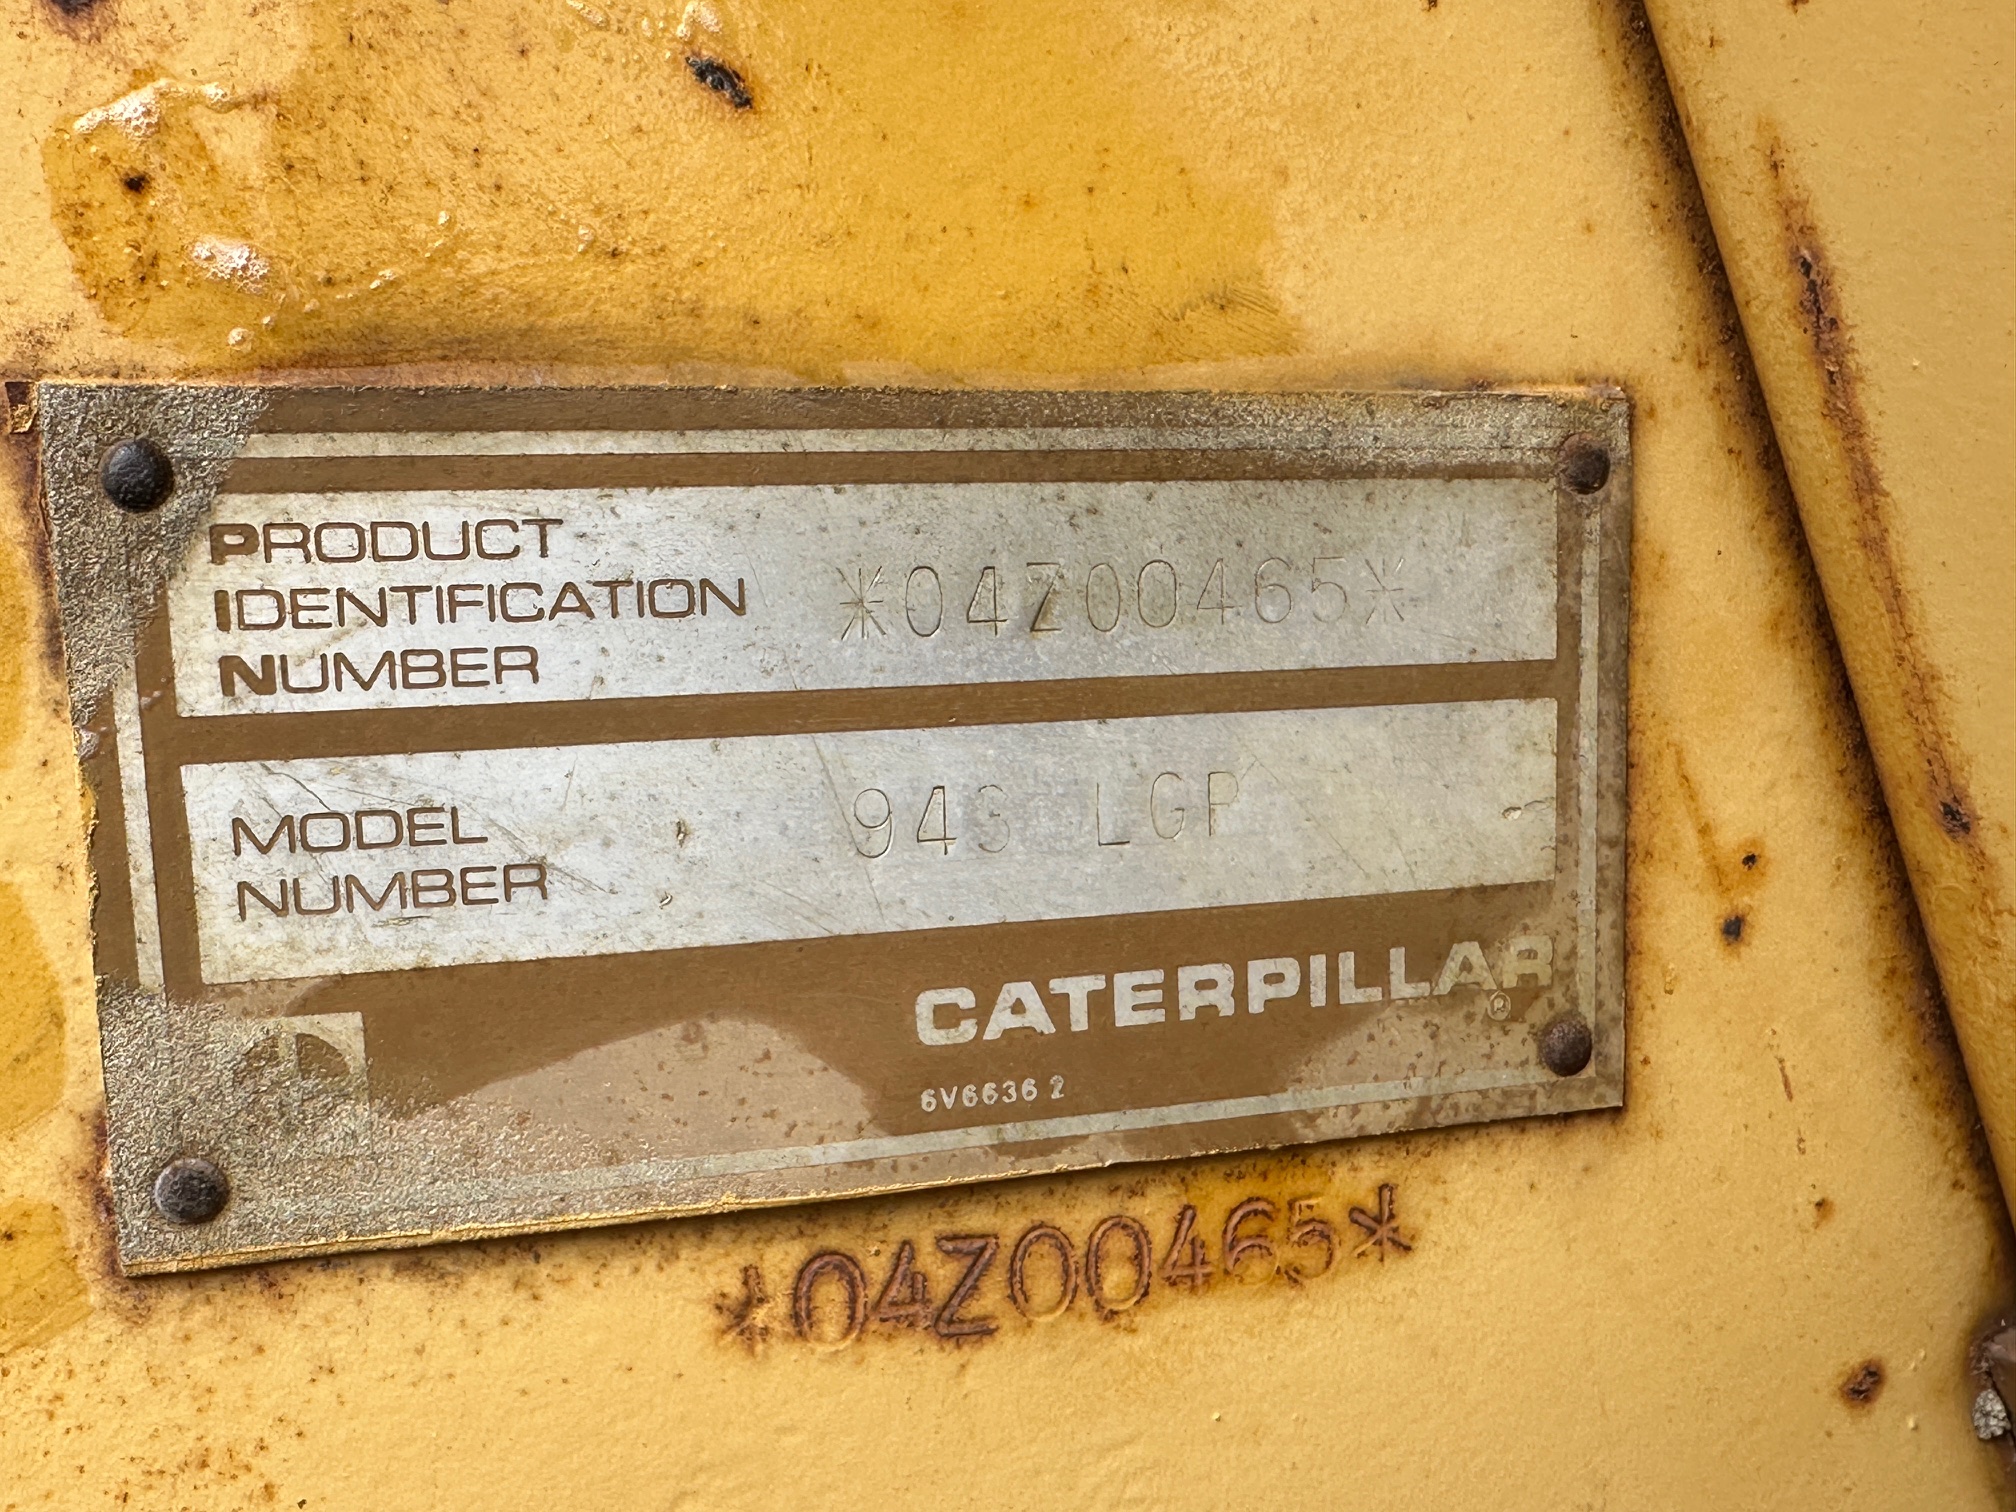 PRODUCT
IDENTIFICATION
NUMBER
*04Z00465*
MODEL
NUMBER
943 LGP
CATERPILLAR®
6V6636 2
*04Z00465*